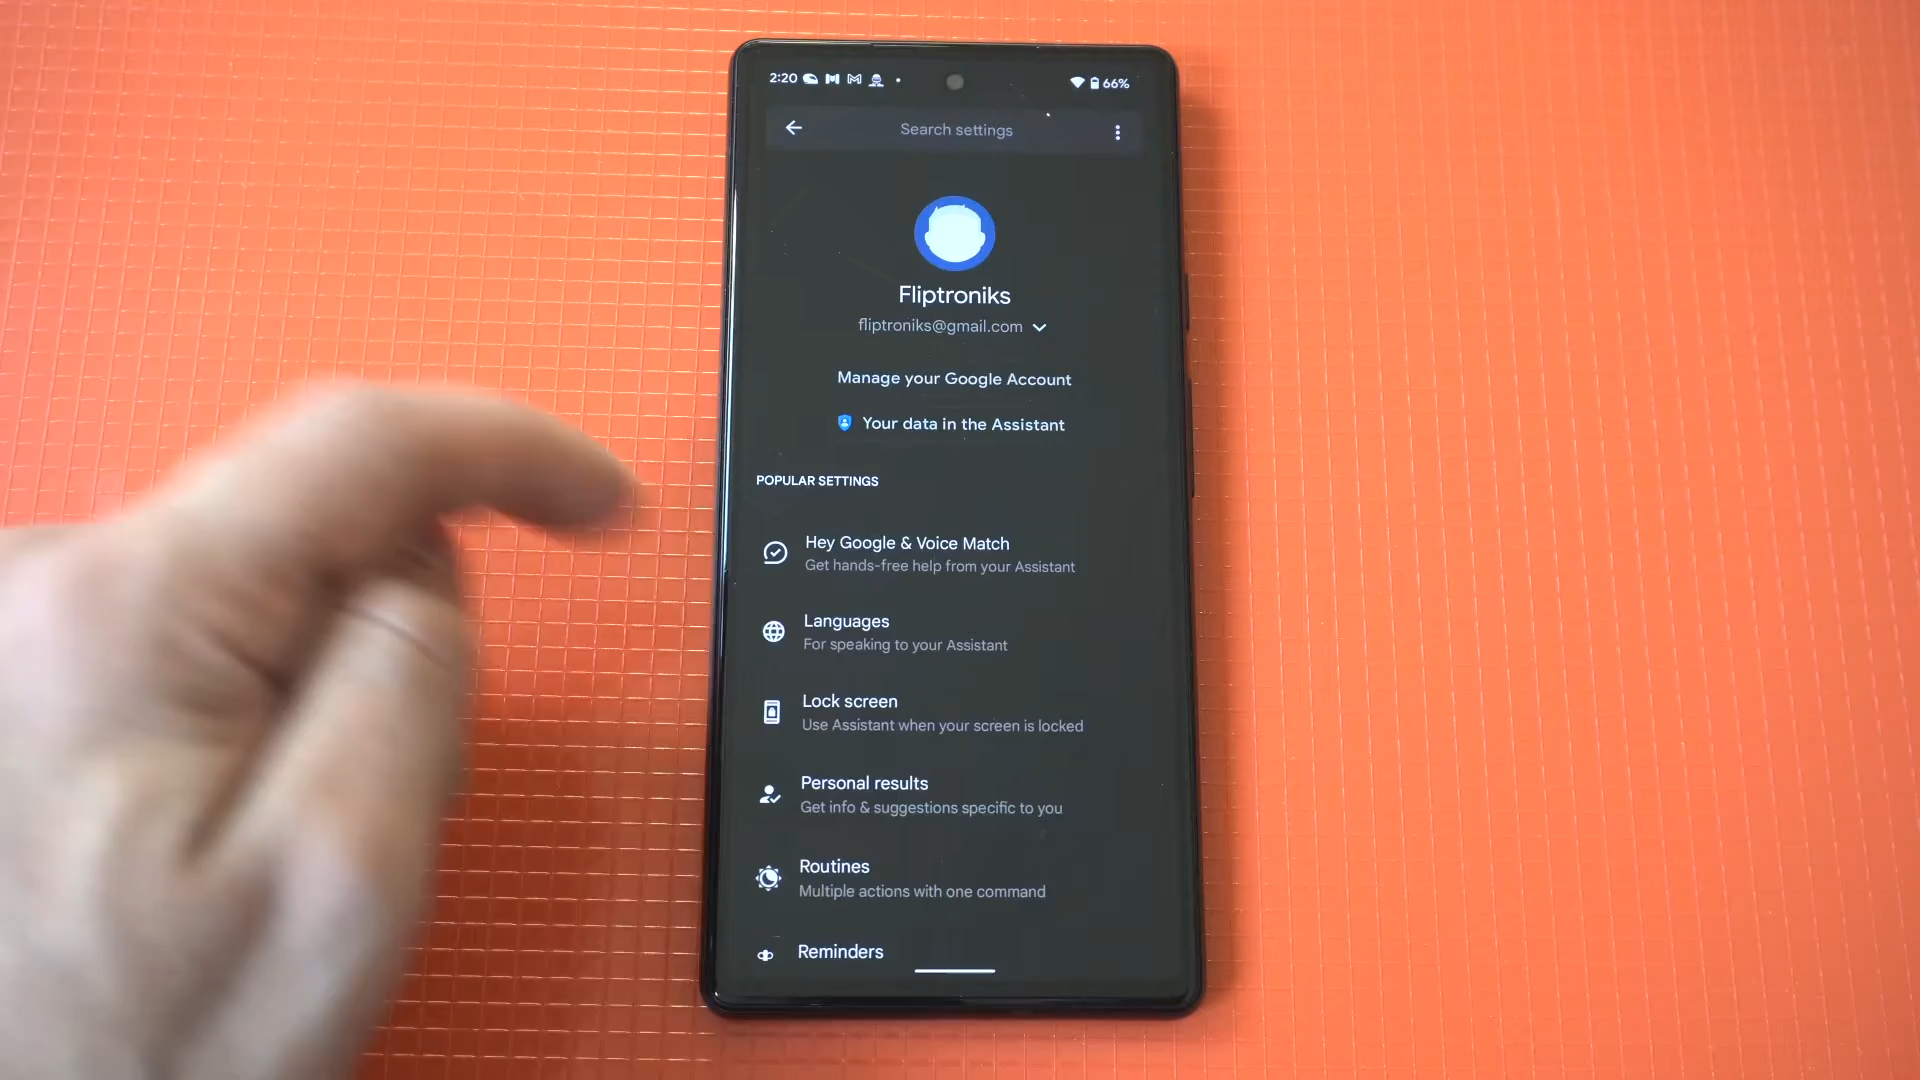 2:20
66%
Search settings
Fliptroniks
fliptroniks@gmail.com
Manage your Google Account
Your data in the Assistant
POPULAR SETTINGS
Hey Google & Voice Match
Get hands-free help from your Assistant
Languages
For speaking to your Assistant
Lock screen
Use Assistant when your screen is locked
Personal results
Get info & suggestions specific to you
Routines
Multiple actions with one command
Reminders